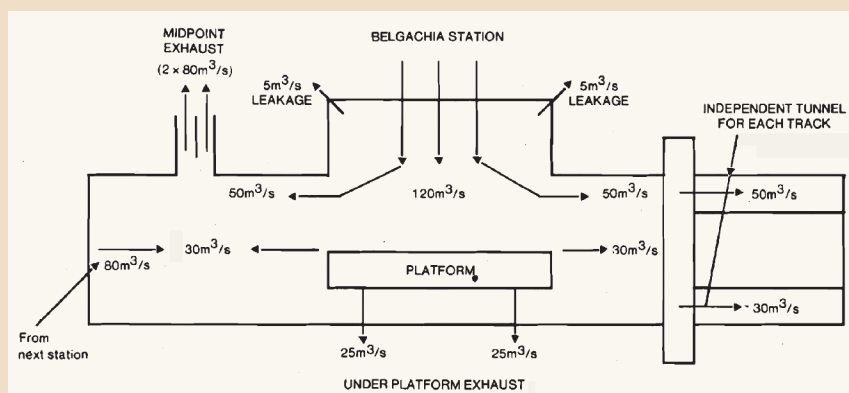 MIDPOINT
EXHAUST
(2 × 80m³/s)
BELGACHIA STATION
5m³/s
LEAKAGE
5m³/s
LEAKAGE
INDEPENDENT TUNNEL
FOR EACH TRACK
50m³/s
120m³/s
50m³/s
50m³/s
80m³/s
30m³/s
30m³/s
PLATFORM
30m³/s
From
next station
25m³/s
25m³/s
UNDER PLATFORM EXHAUST